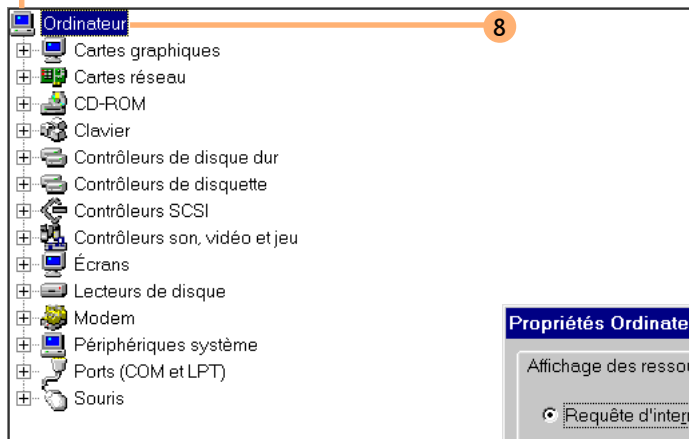 Ordinateur
8
Cartes graphiques
Cartes réseau
CD-ROM
Clavier
Contrôleurs de disque dur
Contrôleurs de disquette
Contrôleurs SCSI
Contrôleurs son, vidéo et jeu
Écrans
Lecteurs de disque
Modem
Périphériques système
Ports (COM et LPT)
Souris
Propriétés Ordinate
Affichage des ressou
Requête d'inter